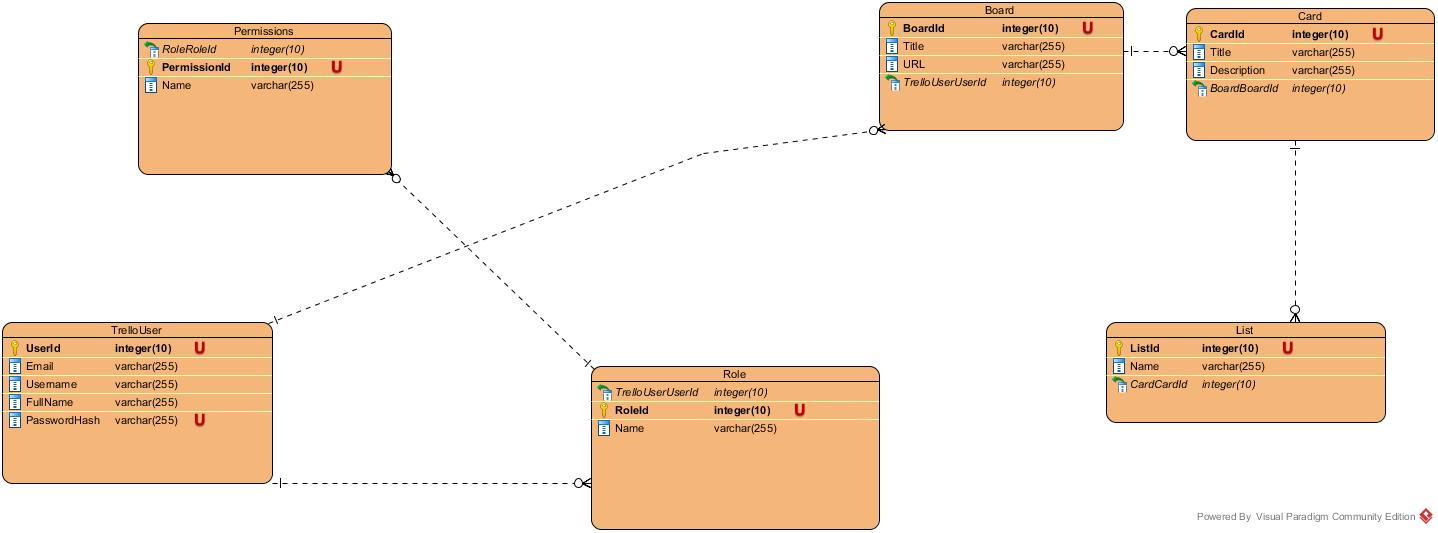 Permissions
RoleRoleId integer(10)
PermissionId integer(10) U
Name varchar(255)
Board
BoardId integer(10) U
Title varchar(255)
URL varchar(255)
TrelloUserUserId integer(10)
Card
CardId integer(10) U
Title varchar(255)
Description varchar(255)
BoardBoardId integer(10)
TrelloUser
UserId integer(10) U
Email varchar(255)
Username varchar(255)
FullName varchar(255)
PasswordHash varchar(255) U
Role
TrelloUserUserId integer(10)
RoleId integer(10) U
Name varchar(255)
List
ListId integer(10) U
Name varchar(255)
CardCardId integer(10)
Powered By Visual Paradigm Community Edition